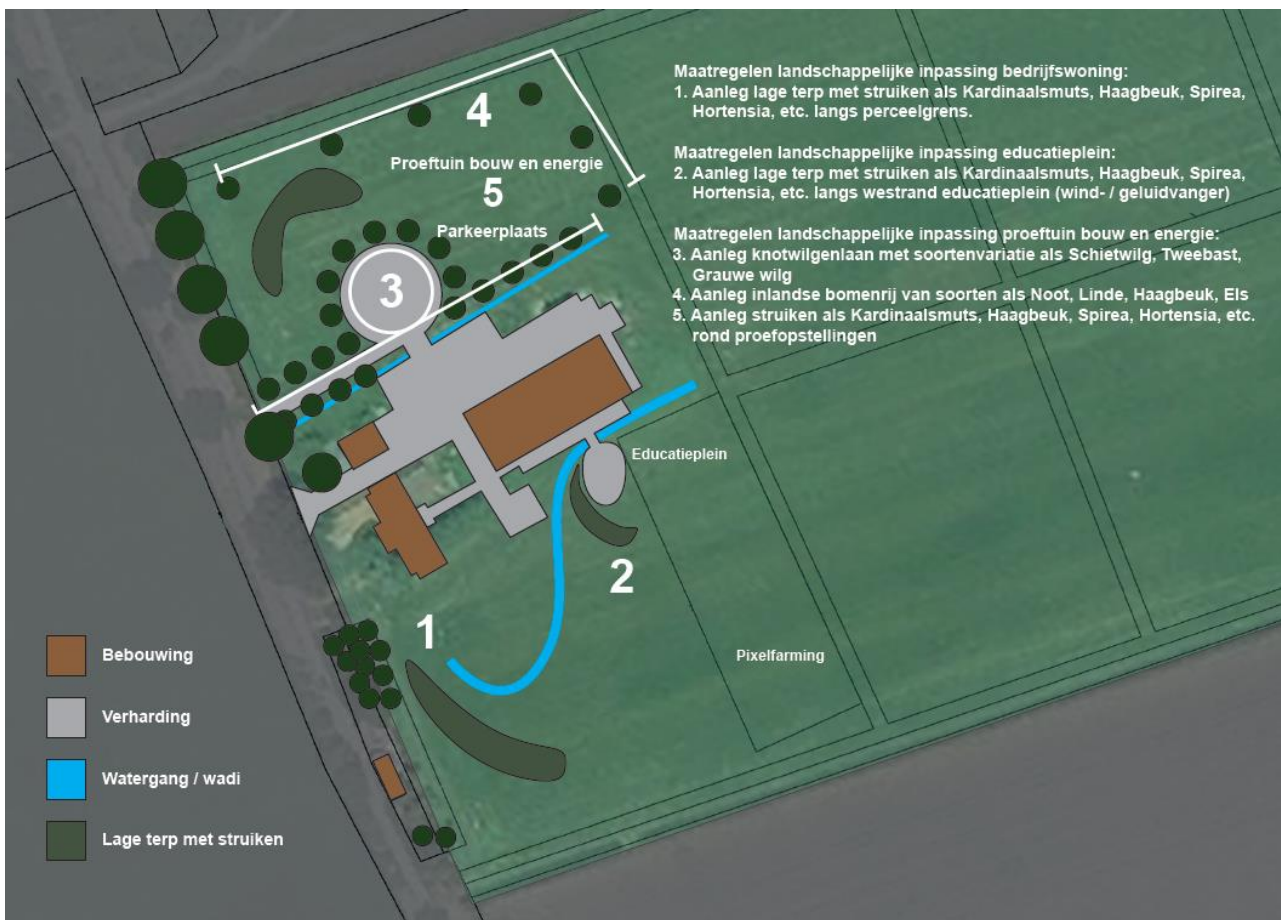 Maatregelen landschappelijke inpassing bedrijfswoning:
1. Aanleg lage terp met struiken als Kardinaalsmuts, Haagbeuk, Spirea,
Hortensia, etc. langs perceelgrens.
Maatregelen landschappelijke inpassing educatieplein:
2. Aanleg lage terp met struiken als Kardinaalsmuts, Haagbeuk, Spirea,
Hortensia, etc. langs westrand educatieplein (wind- / geluidvanger)
Maatregelen landschappelijke inpassing proeftuin bouw en energie:
3. Aanleg knotwilgenlaan met soortenvariatie als Schietwilg, Tweebast,
Grauwe wilg
4. Aanleg inlandse bomenrij van soorten als Noot, Linde, Haagbeuk, Els
5. Aanleg struiken als Kardinaalsmuts, Haagbeuk, Spirea, Hortensia, etc.
rond proefopstellingen
4
Proeftuin bouw en energie
5
Parkeerplaats
3
Educatieplein
2
1
Pixelfarming
Bebouwing
Verharding
Watergang / wadi
Lage terp met struiken